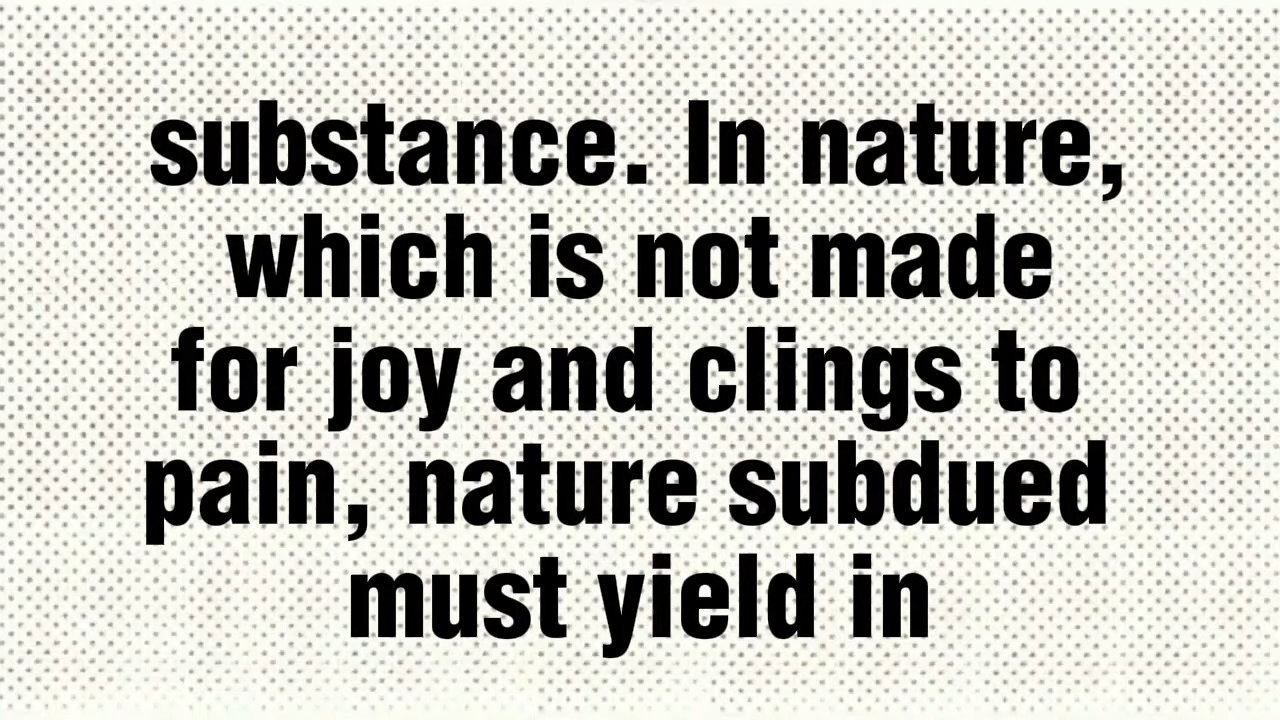 substance. In nature,
which is not made
for joy and clings to
pain, nature subdued
must yield in